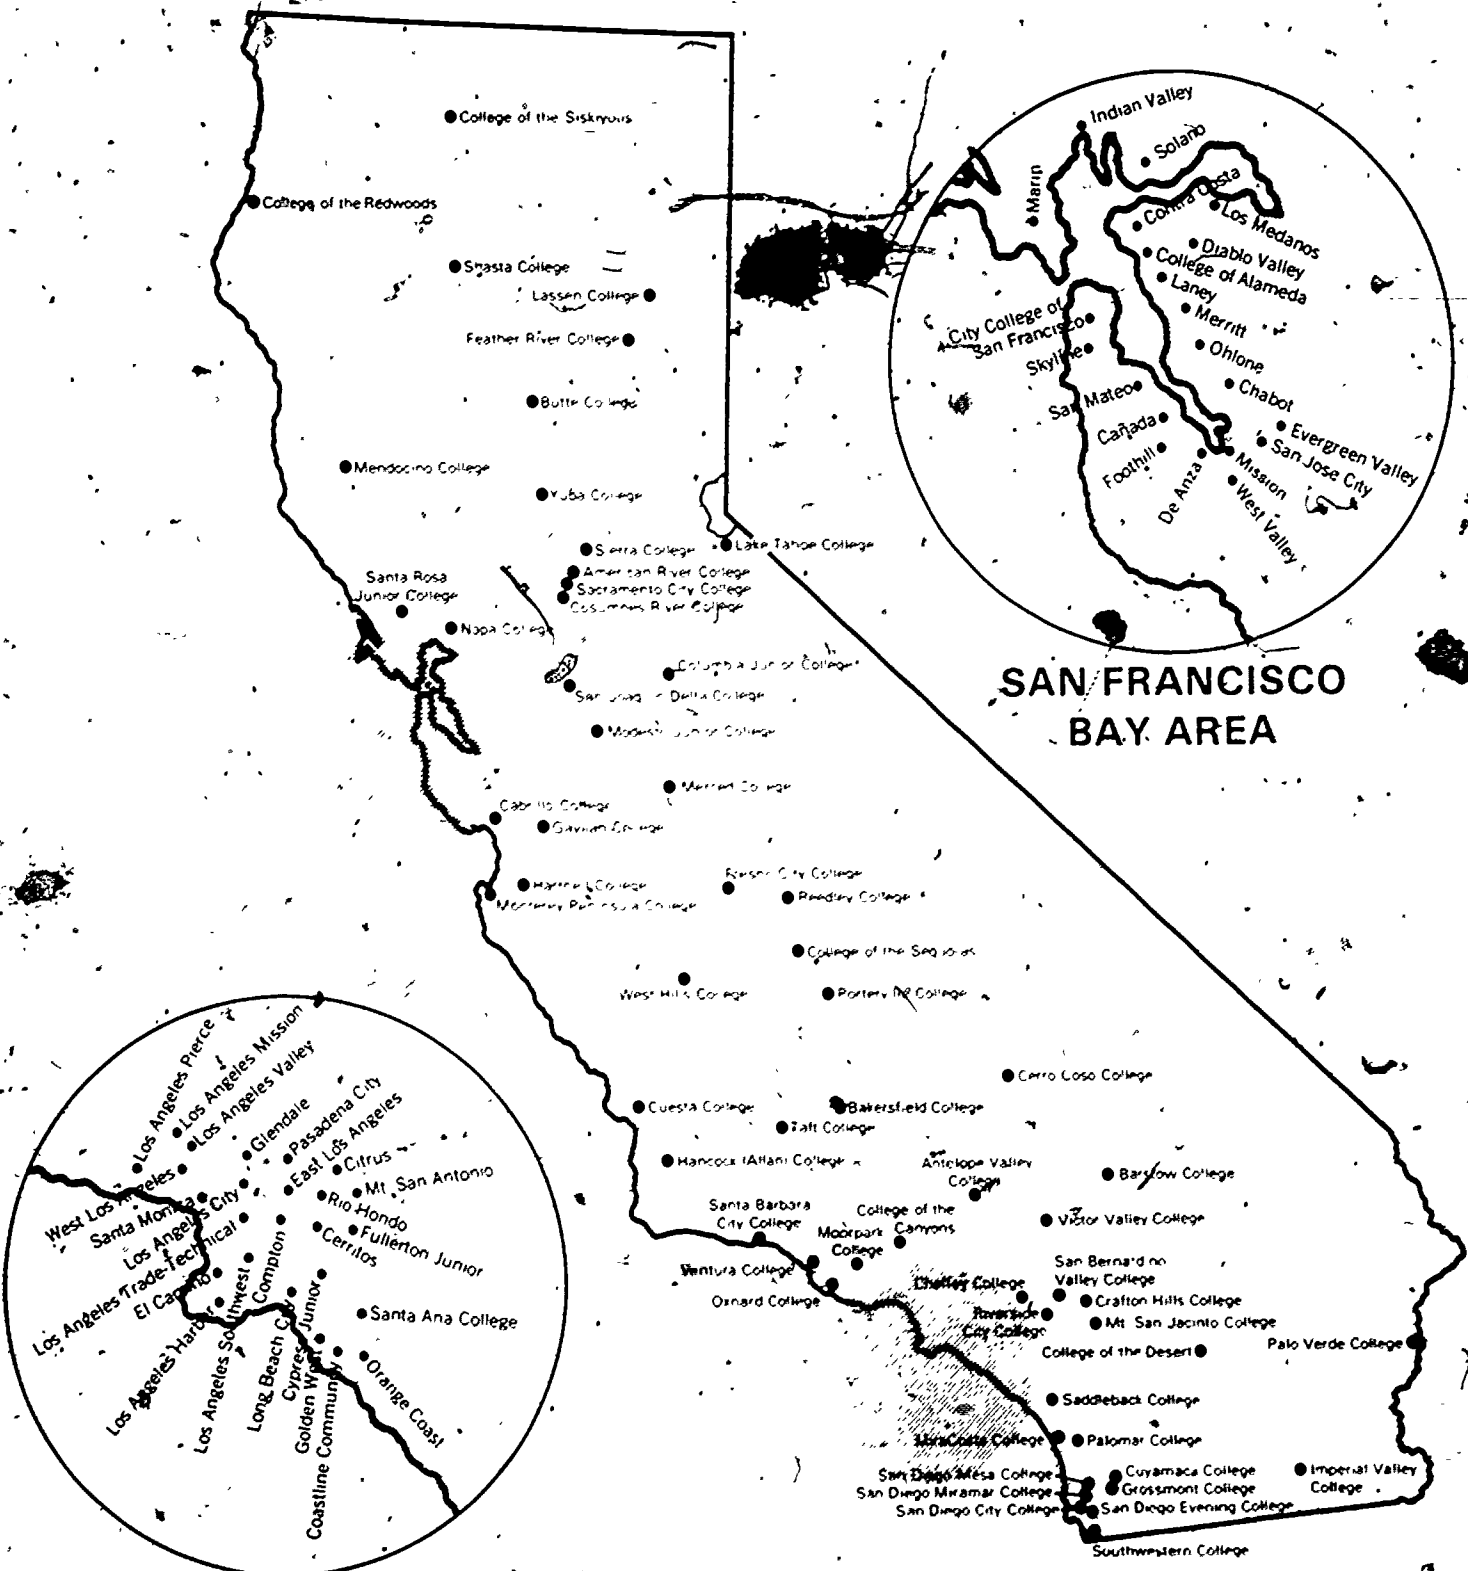 College of the Siskiyous
College of the Redwoods
Shasta College
Lassen College
Feather River College
Butte College
Mendocino College
Yuba College
Sierra College
Lake Tahoe College
American River College
Sacramento City College
Cosumnes River College
Santa Rosa
Junior College
Napa College
Columbia Junior College
San Joaquin Delta College
Modesto Junior College
Merced College
Cabrillo College
Gavilan College
Hartnell College
Monterey Peninsula College
Fresno City College
Reedley College
College of the Sequoias
West Hills College
Porterville College
Cerro Coso College
Cuesta College
Bakersfield College
Taft College
Hancock (Allan) College
Antelope Valley
College
Barstow College
Santa Barbara
City College
College of the
Canyons
Moorpark
College
Victor Valley College
Ventura College
Oxnard College
San Bernardino
Valley College
Chaffey College
Crafton Hills College
Riverside
City College
Mt. San Jacinto College
College of the Desert
Palo Verde College
Saddleback College
MiraCosta College
Palomar College
San Diego Mesa College
Cuyamaca College
San Diego Miramar College
Grossmont College
Imperial Valley
College
San Diego City College
San Diego Evening College
Southwestern College
Indian Valley
Solano
Marin
Contra Costa
Los Medanos
Diablo Valley
College of Alameda
Laney
Merritt
City College of
San Francisco
Skyline
Ohlone
San Mateo
Chabot
Cañada
Evergreen Valley
Foothill
San Jose City
De Anza
Mission
West Valley
SAN FRANCISCO
BAY AREA
Los Angeles Pierce
Los Angeles Mission
Los Angeles Valley
Glendale
Pasadena City
East Los Angeles
Citrus
Mt. San Antonio
Rio Hondo
Fullerton Junior
Cerritos
West Los Angeles
Santa Monica
Los Angeles City
Los Angeles Trade-Technical
El Camino
Los Angeles Harbor
Los Angeles Southwest
Compton
Long Beach City
Cypress Junior
Golden West
Coastline Community
Santa Ana College
Orange Coast